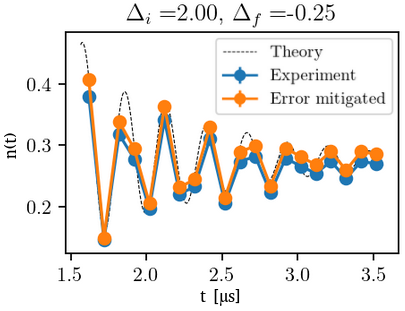 Δ_i =2.00, Δ_f =-0.25
Theory
Experiment
Error mitigated
n(t)
0.4
0.3
0.2
1.5 2.0 2.5 3.0 3.5
t [μs]